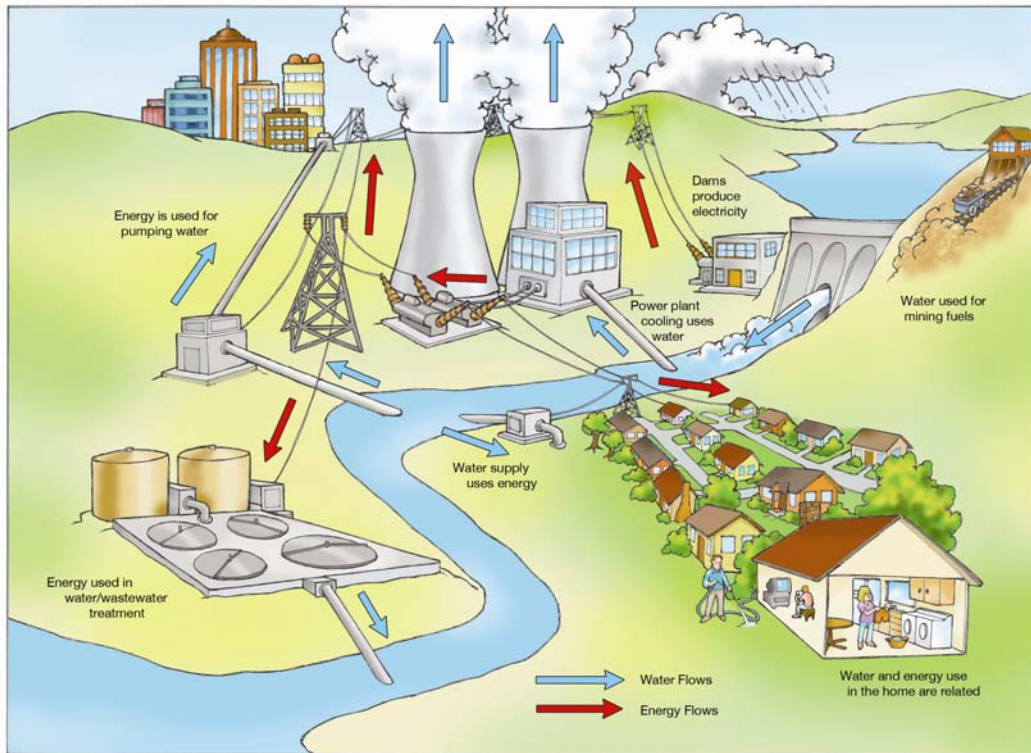 Dams
produce
electricity
Energy is used for
pumping water
Power plant
cooling uses
water
Water used for
mining fuels
Water supply
uses energy
Energy used in
water/wastewater
treatment
Water and energy use
in the home are related
Water Flows
Energy Flows